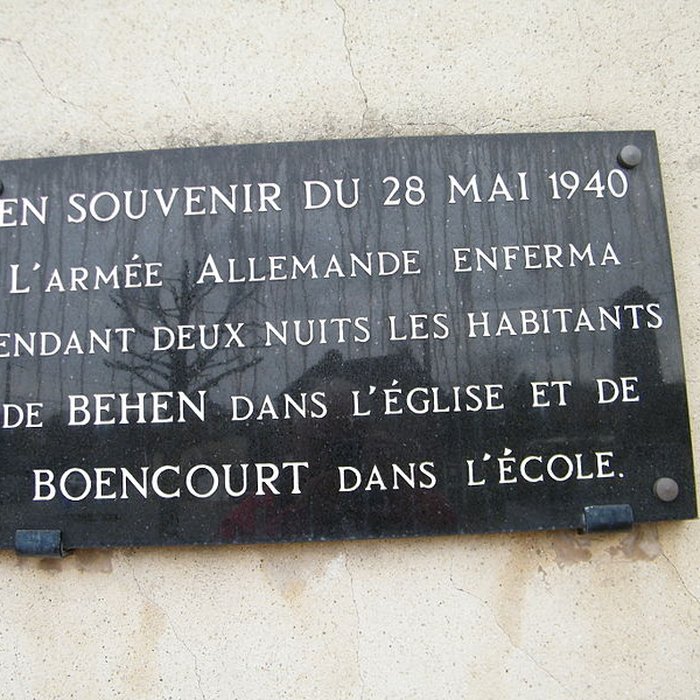 EN SOUVENIR DU 28 MAI 1940
L'ARMÉE ALLEMANDE ENFERMA
ENDANT DEUX NUITS LES HABITANTS
DE BEHEN DANS L'ÉGLISE ET DE
BOENCOURT DANS L'ÉCOLE.